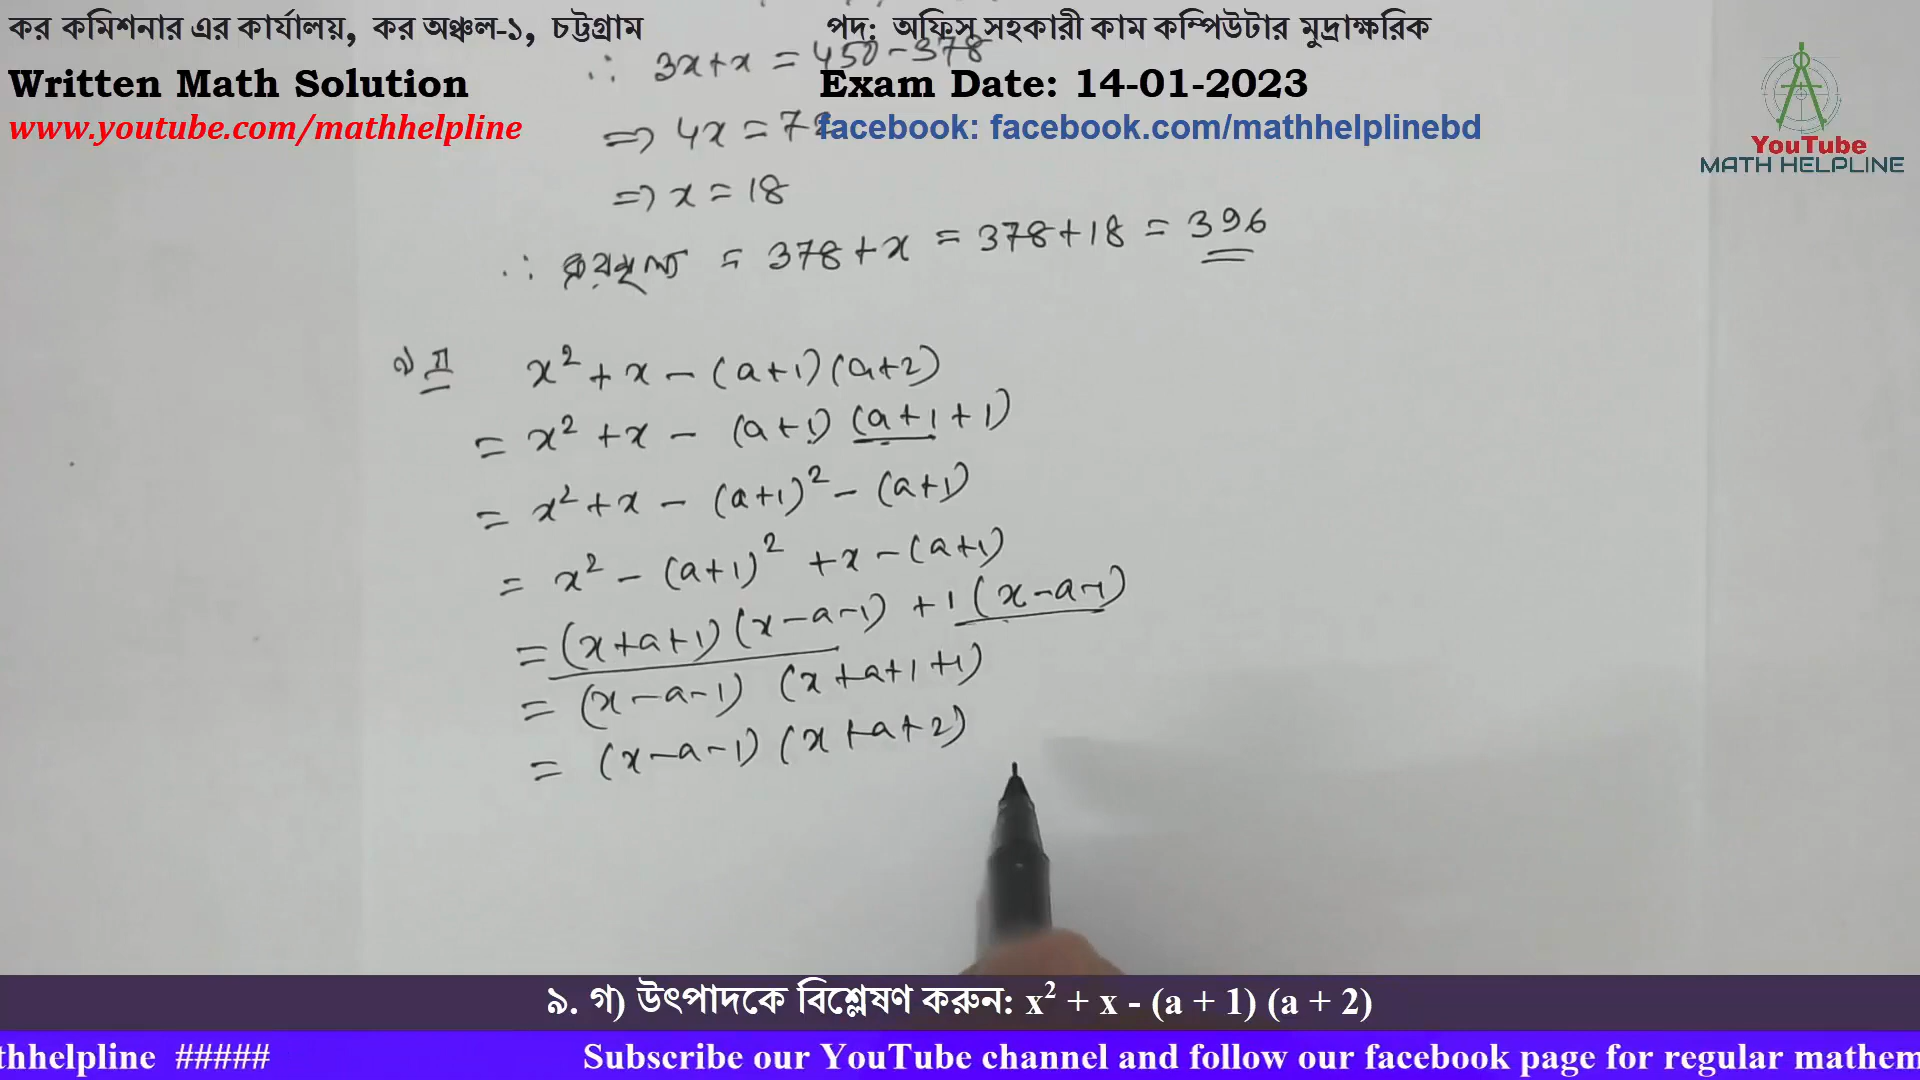 কর কমিশনার এর কার্যালয়, কর অঞ্চল-১, চট্টগ্রাম
পদ: অফিস সহকারী কাম কম্পিউটার মুদ্রাক্ষরিক
∴ 3x+x = 450-378
Written Math Solution
Exam Date: 14-01-2023
www.youtube.com/mathhelpline
⇒ 4x = 72
facebook: facebook.com/mathhelplinebd
YouTube
MATH HELPLINE
⇒ x = 18
∴ ক্রয়মূল্য = 378+x = 378+18 = 396
৯ গ x² + x - (a+1)(a+2)
= x² + x - (a+1) (a+1+1)
= x² + x - (a+1)² - (a+1)
= x² - (a+1)² + x - (a+1)
= (x+a+1) (x-a-1) + 1 (x-a-1)
= (x-a-1) (x+a+1+1)
= (x-a-1) (x+a+2)
৯. গ) উৎপাদকে বিশ্লেষণ করুন: x² + x - (a + 1) (a + 2)
thhelpline ##### Subscribe our YouTube channel and follow our facebook page for regular mathem